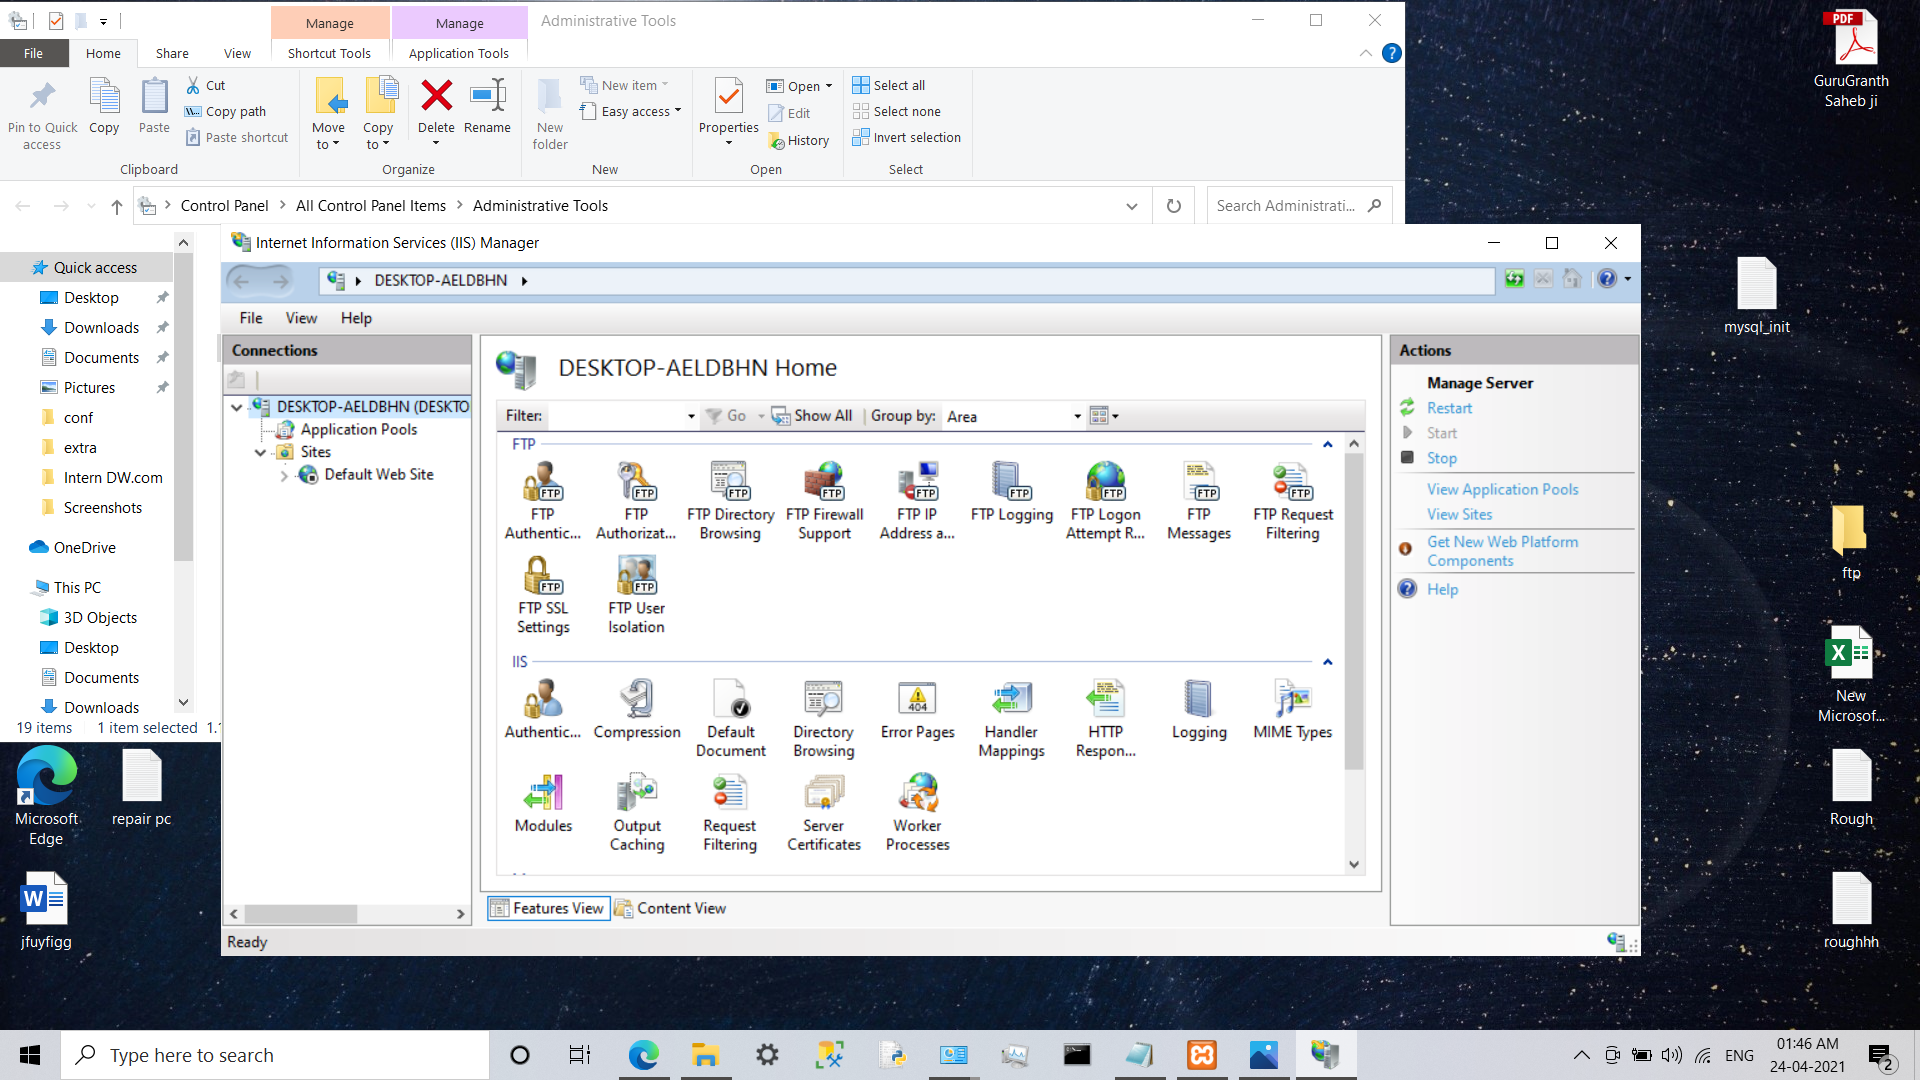 Manage
Manage
Administrative Tools
File
Home
Share
View
Shortcut Tools
Application Tools
Pin to Quick
access
Copy
Paste
Cut
Copy path
Paste shortcut
Clipboard
Move
to
Copy
to
Delete
Rename
Organize
New
folder
New item
Easy access
New
Properties
Open
Edit
History
Open
Select all
Select none
Invert selection
Select
Control Panel
All Control Panel Items
Administrative Tools
Search Administrati...
Quick access
Desktop
Downloads
Documents
Pictures
conf
extra
Intern DW.com
Screenshots
OneDrive
This PC
3D Objects
Desktop
Documents
Downloads
19 items
1 item selected
Internet Information Services (IIS) Manager
DESKTOP-AELDBHN
File
View
Help
Connections
DESKTOP-AELDBHN (DESKTO
Application Pools
Sites
Default Web Site
DESKTOP-AELDBHN Home
Filter:
Go
Show All
Group by:
Area
FTP
FTP
Authentic...
FTP
Authorizat...
FTP Directory
Browsing
FTP Firewall
Support
FTP IP
Address a...
FTP Logging
FTP Logon
Attempt R...
FTP
Messages
FTP Request
Filtering
FTP SSL
Settings
FTP User
Isolation
IIS
Authentic...
Compression
Default
Document
Directory
Browsing
404
Error Pages
Handler
Mappings
HTTP
Respon...
Logging
MIME Types
Modules
Output
Caching
Request
Filtering
Server
Certificates
Worker
Processes
Features View
Content View
Ready
Actions
Manage Server
Restart
Start
Stop
View Application Pools
View Sites
Get New Web Platform
Components
Help
PDF
GuruGranth
Saheb ji
mysql_init
ftp
New
Microsof...
Rough
roughhh
Microsoft
Edge
repair pc
jfuyfigg
Type here to search
ENG
01:46 AM
24-04-2021
2